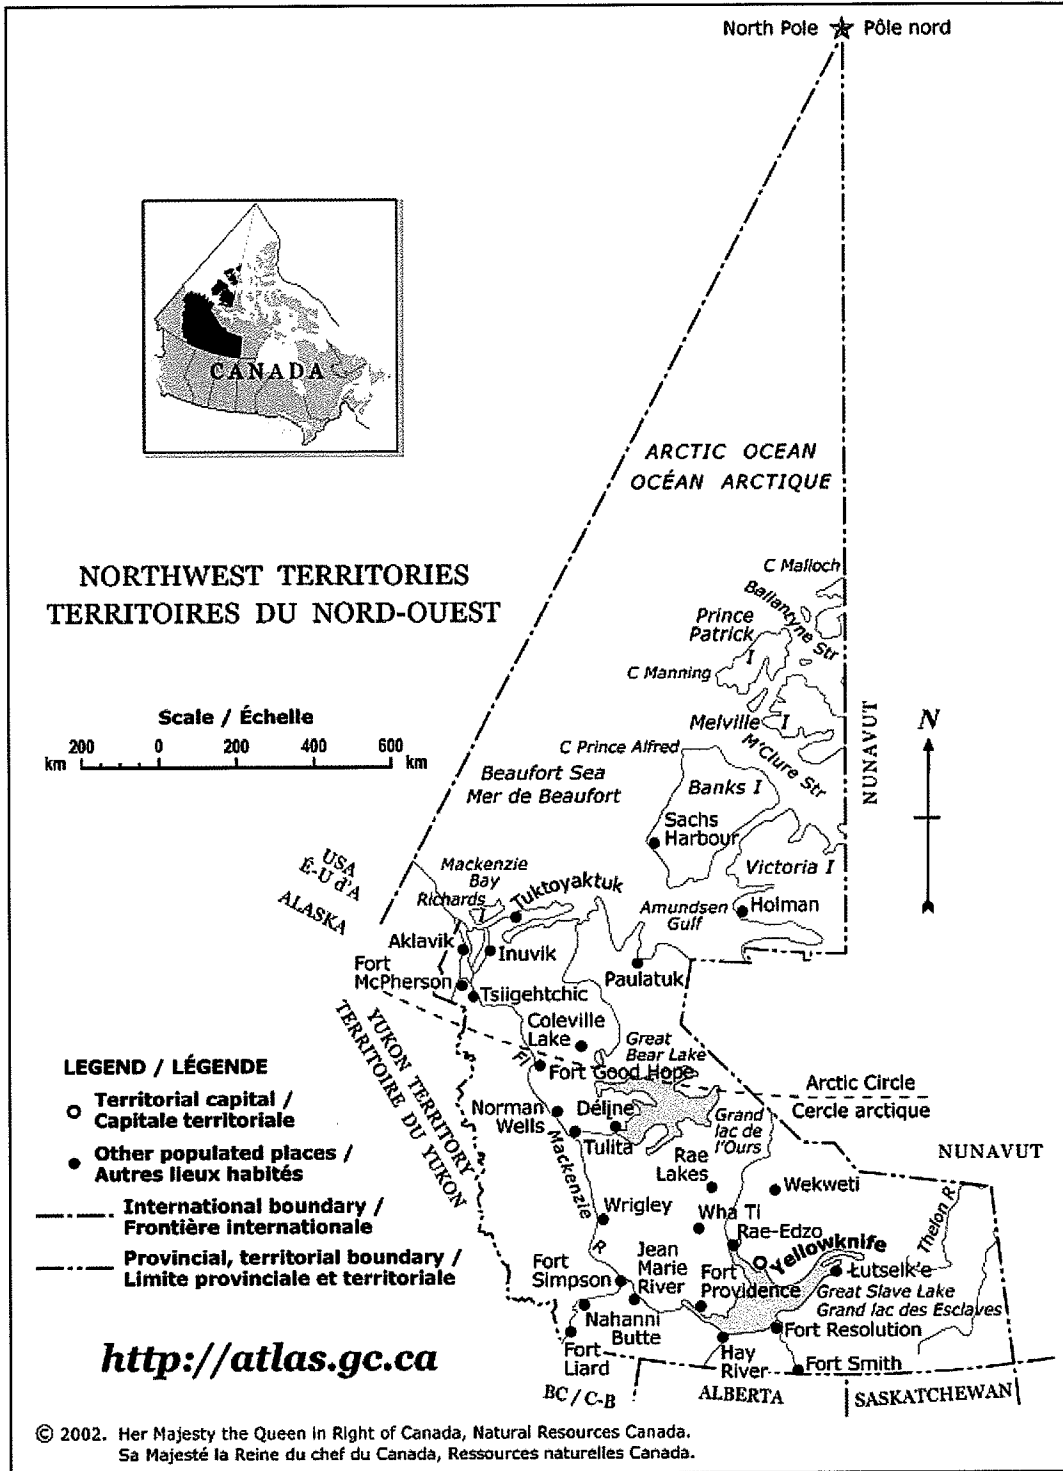 North Pole Pôle nord
CANADA
ARCTIC OCEAN
OCÉAN ARCTIQUE
NORTHWEST TERRITORIES
TERRITOIRES DU NORD-OUEST
C Malloch
Ballantyne Str
Prince
Patrick
I
C Manning
Melville I
M'Clure Str
NUNAVUT
N
Scale / Échelle
200 0 200 400 600
km km
C Prince Alfred
Beaufort Sea
Mer de Beaufort
Banks I
Sachs
Harbour
Victoria I
USA
É-U d'A
ALASKA
Mackenzie
Bay
Richards
I
Tuktoyaktuk
Amundsen
Gulf
Holman
Aklavik
Inuvik
Fort
McPherson
Paulatuk
Tsiigehtchic
YUKON TERRITORY
TERRITOIRE DU YUKON
Coleville
Lake
Great
Bear Lake
Fl
Fort Good Hope
Arctic Circle
Cercle arctique
Norman
Wells
Déline
Grand
lac de
l'Ours
Tulita
Mackenzie
R
Rae
Lakes
NUNAVUT
Wekweti
Thelon R
Wrigley
Wha Ti
Rae-Edzo
Yellowknife
Fort
Simpson
Jean
Marie
River
Fort
Providence
Łutselk'e
Great Slave Lake
Grand lac des Esclaves
Nahanni
Butte
Fort Resolution
Fort
Liard
Hay
River
Fort Smith
BC / C-B
ALBERTA
SASKATCHEWAN
LEGEND / LÉGENDE
Territorial capital /
Capitale territoriale
Other populated places /
Autres lieux habités
International boundary /
Frontière internationale
Provincial, territorial boundary /
Limite provinciale et territoriale
http://atlas.gc.ca
© 2002. Her Majesty the Queen in Right of Canada, Natural Resources Canada.
Sa Majesté la Reine du chef du Canada, Ressources naturelles Canada.